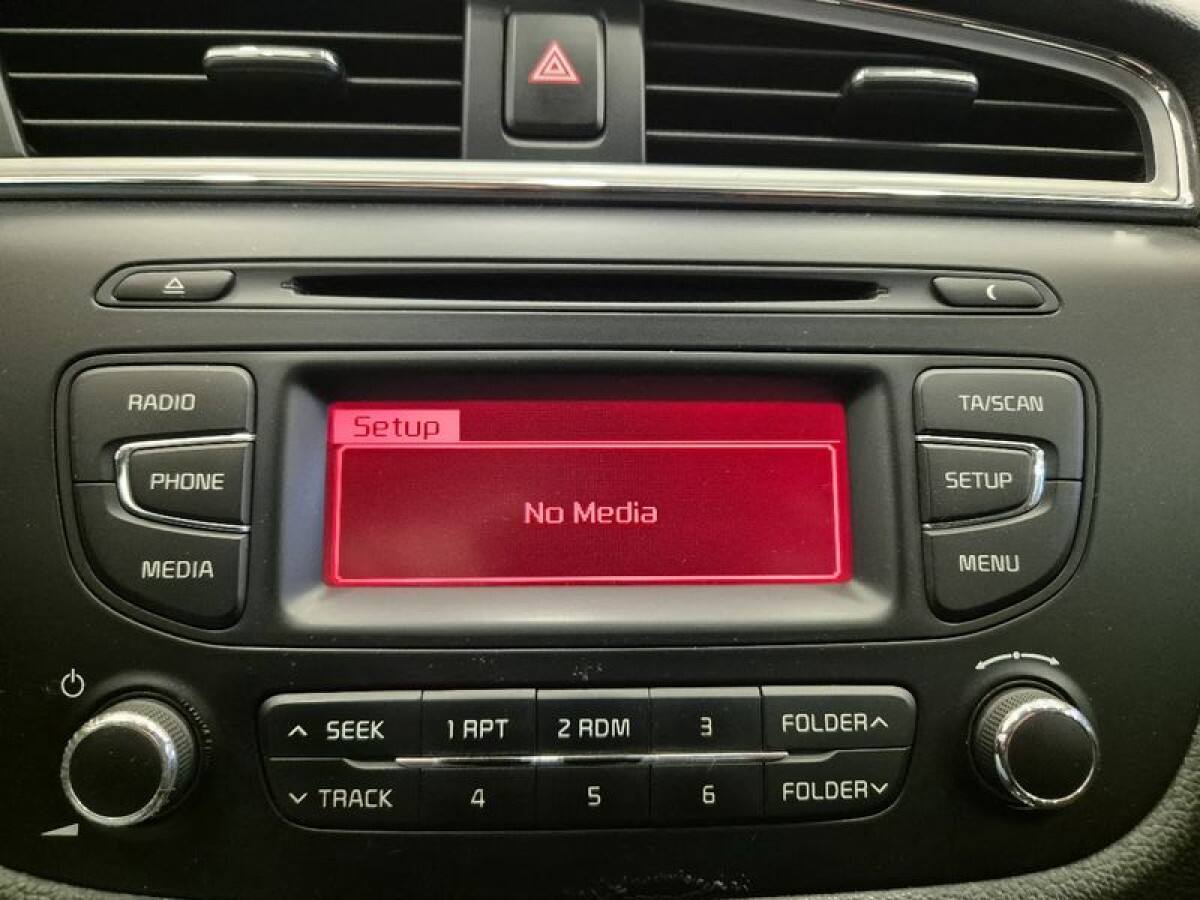 RADIO
PHONE
MEDIA
Setup
No Media
TA/SCAN
SETUP
MENU
SEEK
1 RPT
2 RDM
3
FOLDER
TRACK
4
5
6
FOLDER